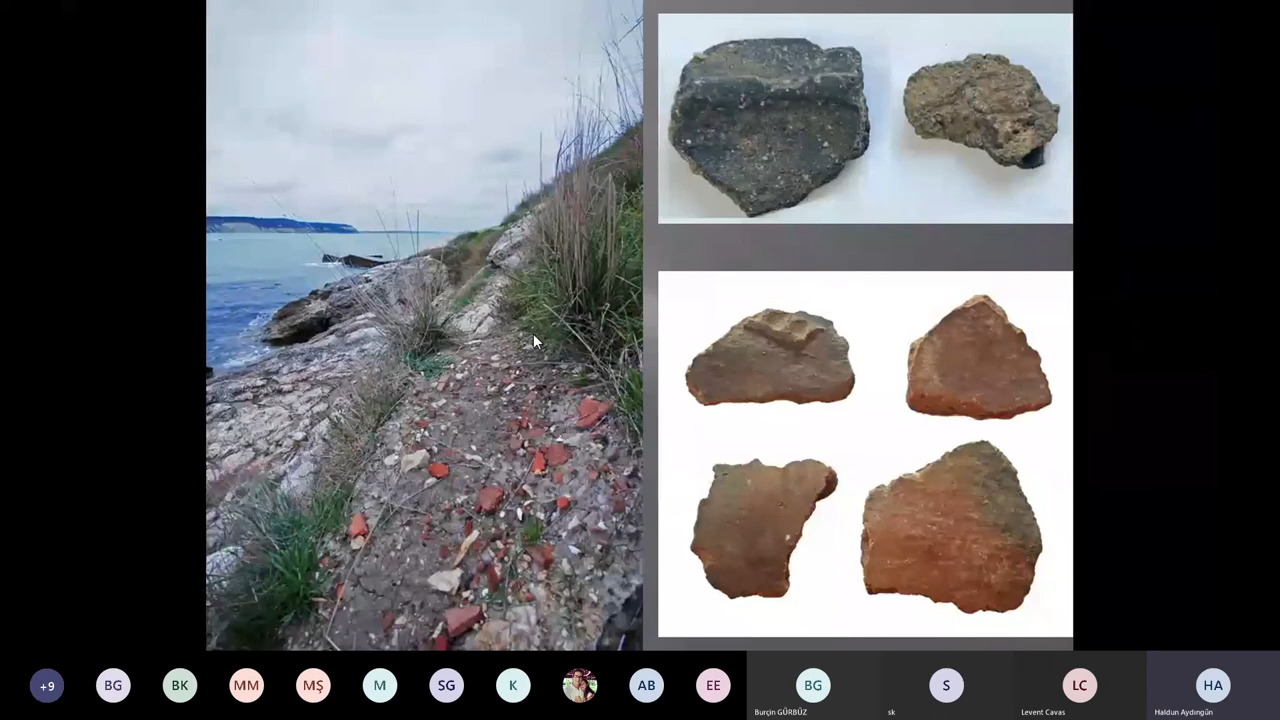 +9
BG
BK
MM
MŞ
M
SG
K
AB
EE
BG
S
LC
HA
Burçin GÜRBÜZ
sk
Levent Cavas
Haldun Aydıngün